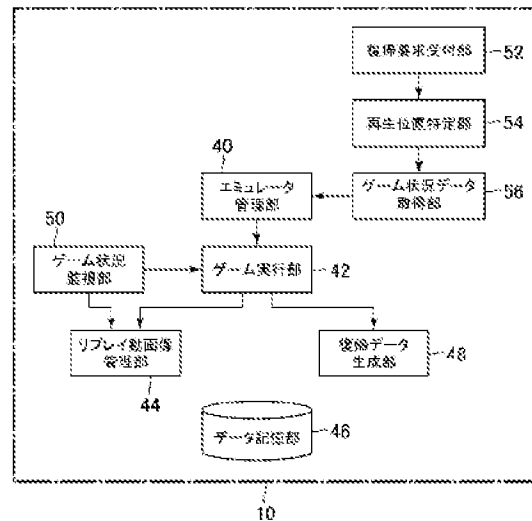 52
復帰要求受付部
54
再生位置特定部
40
56
エミュレータ
管理部
ゲーム状況データ
取得部
50
ゲーム状況
監視部
ゲーム実行部
42
リプレイ動画像
管理部
復帰データ
生成部
48
44
データ記憶部
46
10